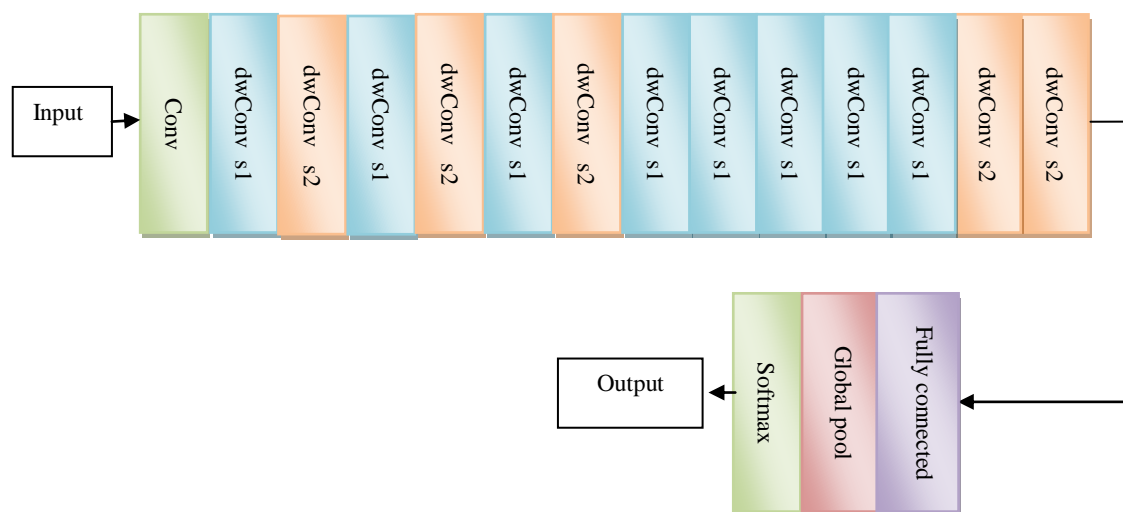 Input
Conv
dwConv s1
dwConv s2
dwConv s1
dwConv s2
dwConv s1
dwConv s2
dwConv s1
dwConv s1
dwConv s1
dwConv s1
dwConv s1
dwConv s2
dwConv s2
Fully connected
Global pool
Softmax
Output